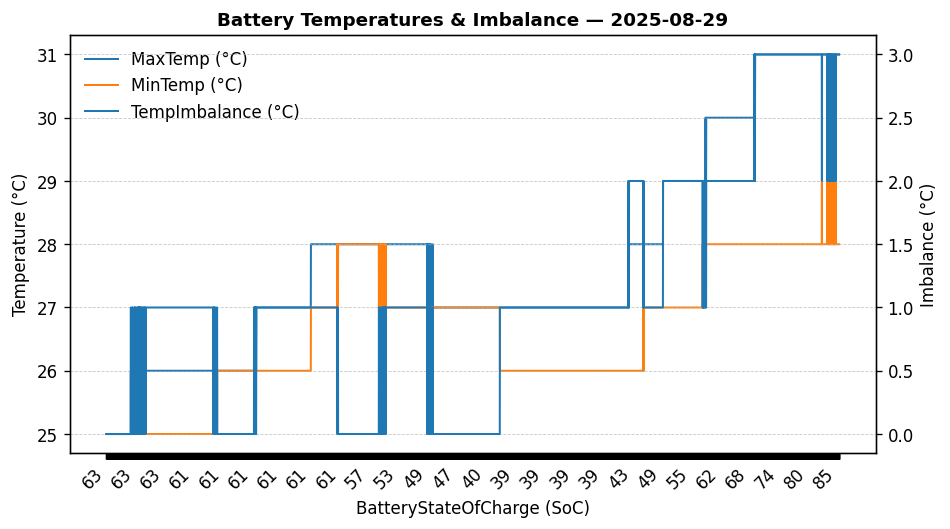 Battery Temperatures & Imbalance — 2025-08-29
MaxTemp (°C)
MinTemp (°C)
TempImbalance (°C)
Temperature (°C)
31
30
29
28
27
26
25
Imbalance (°C)
3.0
2.5
2.0
1.5
1.0
0.5
0.0
63 63 63 61 61 61 61 61 61 57 53 49 47 40 39 39 39 39 43 49 55 62 68 74 80 85
BatteryStateOfCharge (SoC)